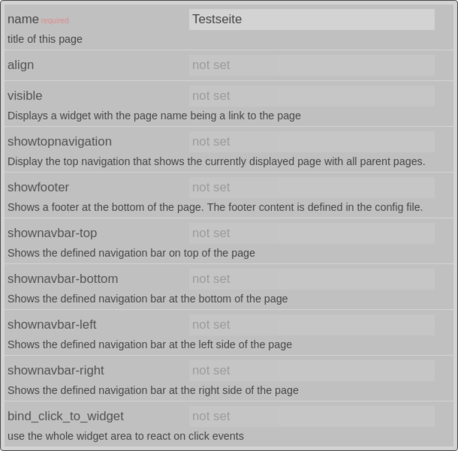 name required Testseite
title of this page
align not set
visible not set
Displays a widget with the page name being a link to the page
showtopnavigation not set
Display the top navigation that shows the currently displayed page with all parent pages.
showfooter not set
Shows a footer at the bottom of the page. The footer content is defined in the config file.
shownavbar-top not set
Shows the defined navigation bar on top of the page
shownavbar-bottom not set
Shows the defined navigation bar at the bottom of the page
shownavbar-left not set
Shows the defined navigation bar at the left side of the page
shownavbar-right not set
Shows the defined navigation bar at the right side of the page
bind_click_to_widget not set
use the whole widget area to react on click events